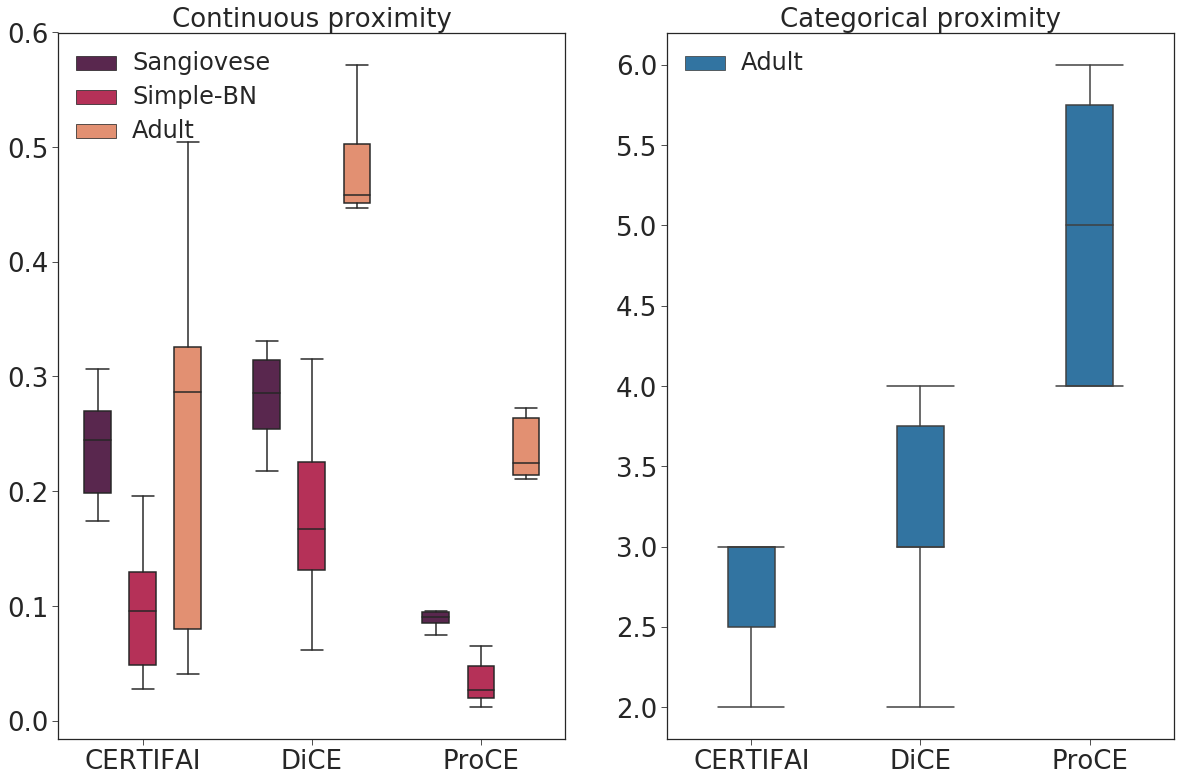 Continuous proximity
0.6
0.5
0.4
0.3
0.2
0.1
0.0
Sangiovese
Simple-BN
Adult
CERTIFAI DiCE ProCE
Categorical proximity
6.0
5.5
5.0
4.5
4.0
3.5
3.0
2.5
2.0
Adult
CERTIFAI DiCE ProCE